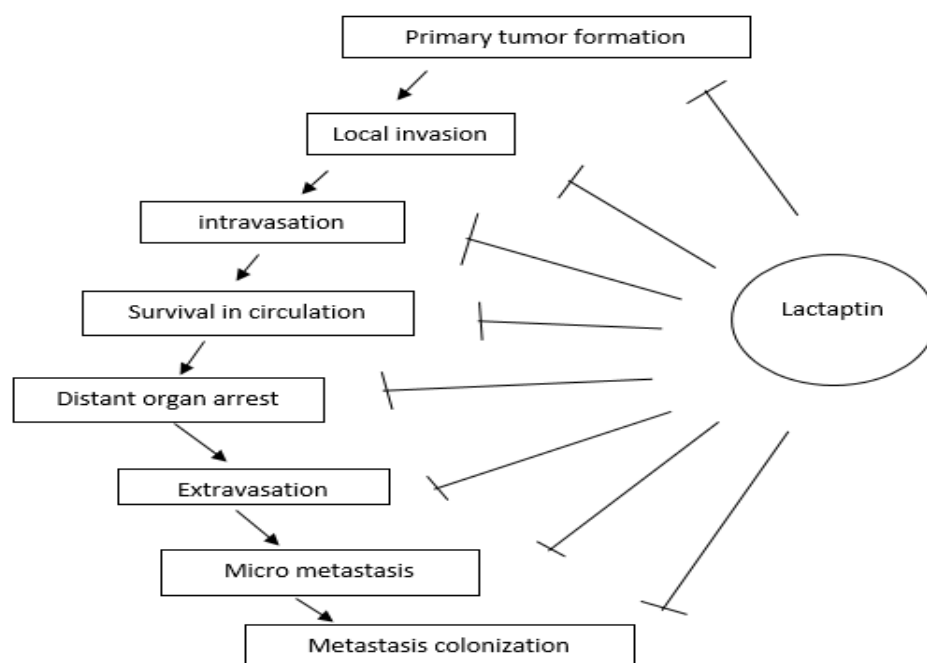 Primary tumor formation
Local invasion
intravasation
Survival in circulation
Lactaptin
Distant organ arrest
Extravasation
Micro metastasis
Metastasis colonization